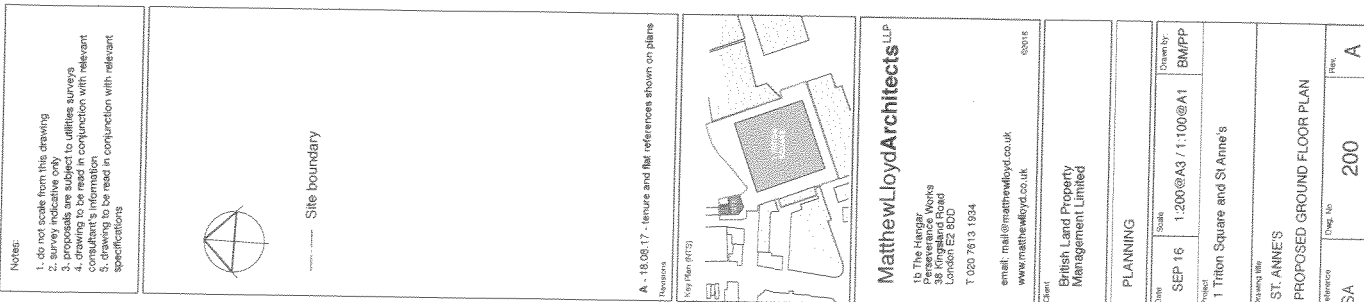 Notes:
1. do not scale from this drawing
2. survey indicative only
3. proposals are subject to utilities surveys
4. drawing to be read in conjunction with relevant
consultant's information
5. drawing to be read in conjunction with relevant
specifications
Site boundary
A - 18.08.17 - tenure and flat references shown on plans
Revisions
Key Plan (NTS)
MatthewLloydArchitects LLP
1b The Hangar
Perseverance Works
38 Kingsland Road
London E2 8DD
T 020 7613 1934
email: mail@matthewlloyd.co.uk
www.matthewlloyd.co.uk
©2016
Client
British Land Property
Management Limited
PLANNING
Date
SEP 16
Scale
1:200@A3 / 1:100@A1
Drawn by:
BM/PP
Project
1 Triton Square and St Anne's
Drawing title
ST. ANNE'S
PROPOSED GROUND FLOOR PLAN
Reference
SA
Dwg. No
200
Rev.
A